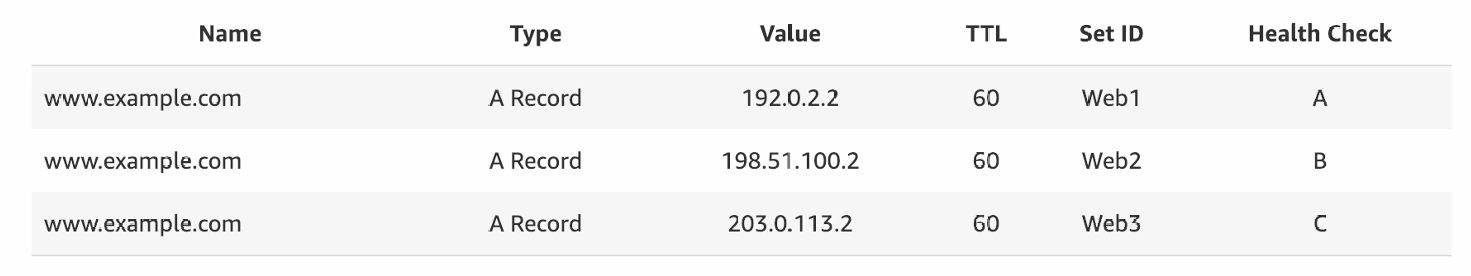 Name Type Value TTL Set ID Health Check
www.example.com A Record 192.0.2.2 60 Web1 A
www.example.com A Record 198.51.100.2 60 Web2 B
www.example.com A Record 203.0.113.2 60 Web3 C